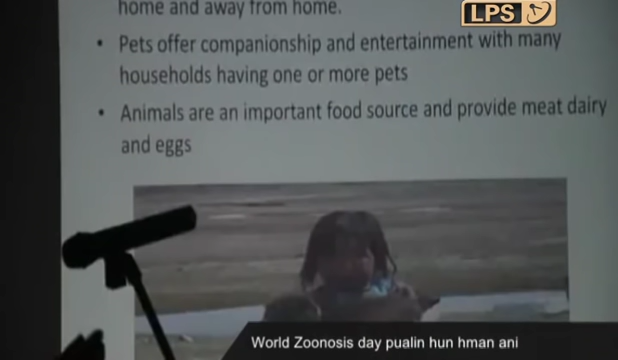 home and away from home.
LPS
• Pets offer companionship and entertainment with many
households having one or more pets
• Animals are an important food source and provide meat dairy
and eggs
World Zoonosis day pualin hun hman ani